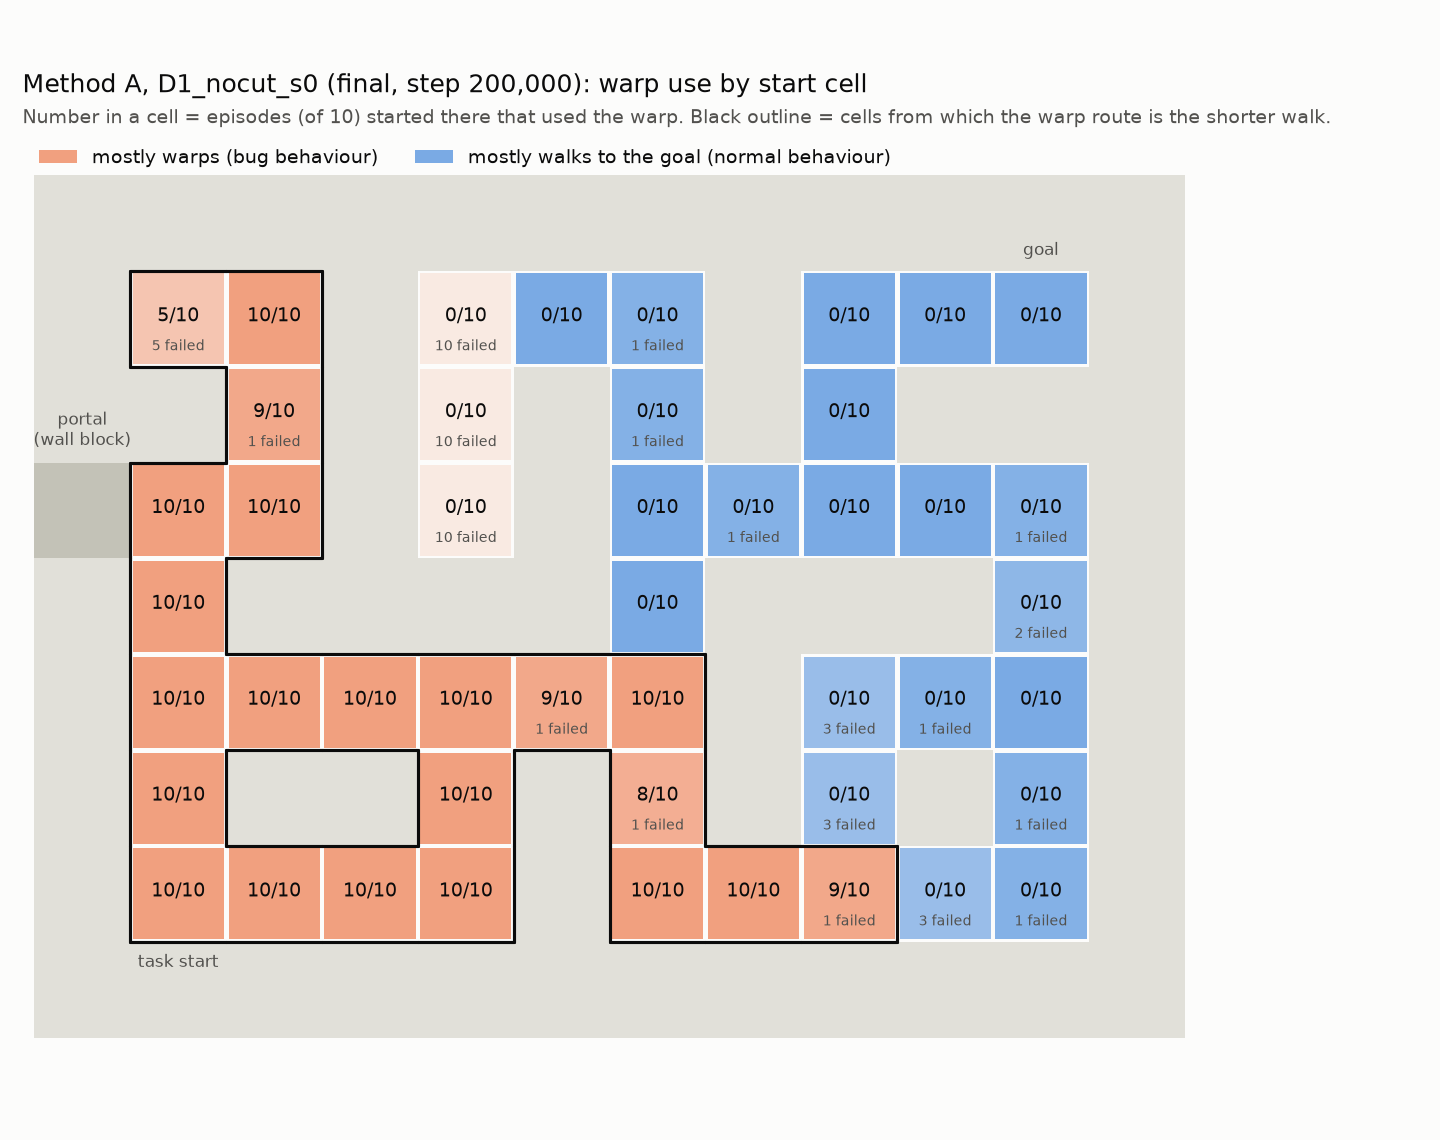 Method A, D1_nocut_s0 (final, step 200,000): warp use by start cell
Number in a cell = episodes (of 10) started there that used the warp. Black outline = cells from which the warp route is the shorter walk.
mostly warps (bug behaviour) mostly walks to the goal (normal behaviour)
goal
5/10 10/10 0/10 0/10 0/10 0/10 0/10 0/10
5 failed 10 failed 1 failed
9/10 0/10 0/10 0/10
1 failed 10 failed 1 failed
portal
(wall block)
10/10 10/10 0/10 0/10 0/10 0/10 0/10 0/10
10 failed 1 failed 1 failed
10/10 0/10 0/10
2 failed
10/10 10/10 10/10 10/10 9/10 10/10 0/10 0/10 0/10
1 failed 3 failed 1 failed
10/10 10/10 8/10 0/10 0/10
1 failed 3 failed 1 failed
10/10 10/10 10/10 10/10 10/10 10/10 9/10 0/10 0/10
1 failed 3 failed 1 failed
task start